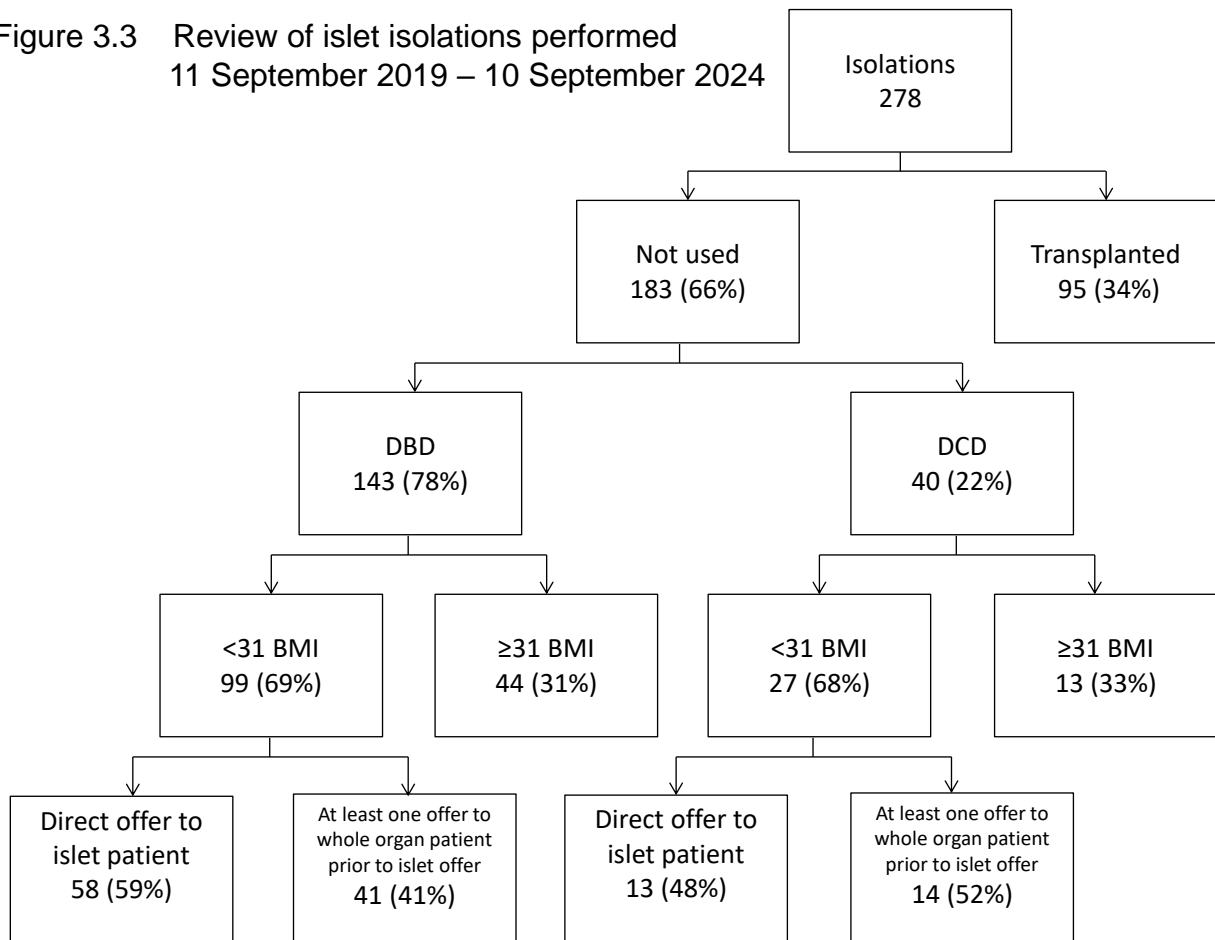 Figure 3.3 Review of islet isolations performed
11 September 2019 – 10 September 2024
Isolations
278
Not used
183 (66%)
Transplanted
95 (34%)
DBD
143 (78%)
DCD
40 (22%)
<31 BMI
99 (69%)
≥31 BMI
44 (31%)
<31 BMI
27 (68%)
≥31 BMI
13 (33%)
Direct offer to
islet patient
58 (59%)
At least one offer to
whole organ patient
prior to islet offer
41 (41%)
Direct offer to
islet patient
13 (48%)
At least one offer to
whole organ patient
prior to islet offer
14 (52%)